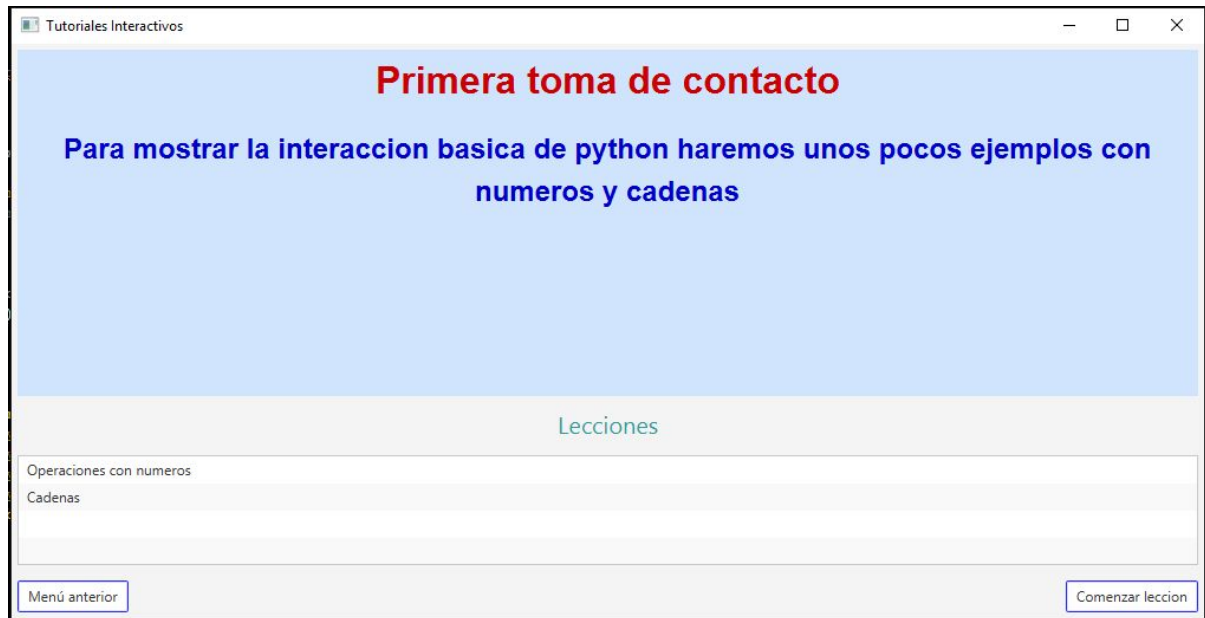 Tutoriales Interactivos
Primera toma de contacto
Para mostrar la interaccion basica de python haremos unos pocos ejemplos con
numeros y cadenas
Lecciones
Operaciones con numeros
Cadenas
Menú anterior
Comenzar leccion